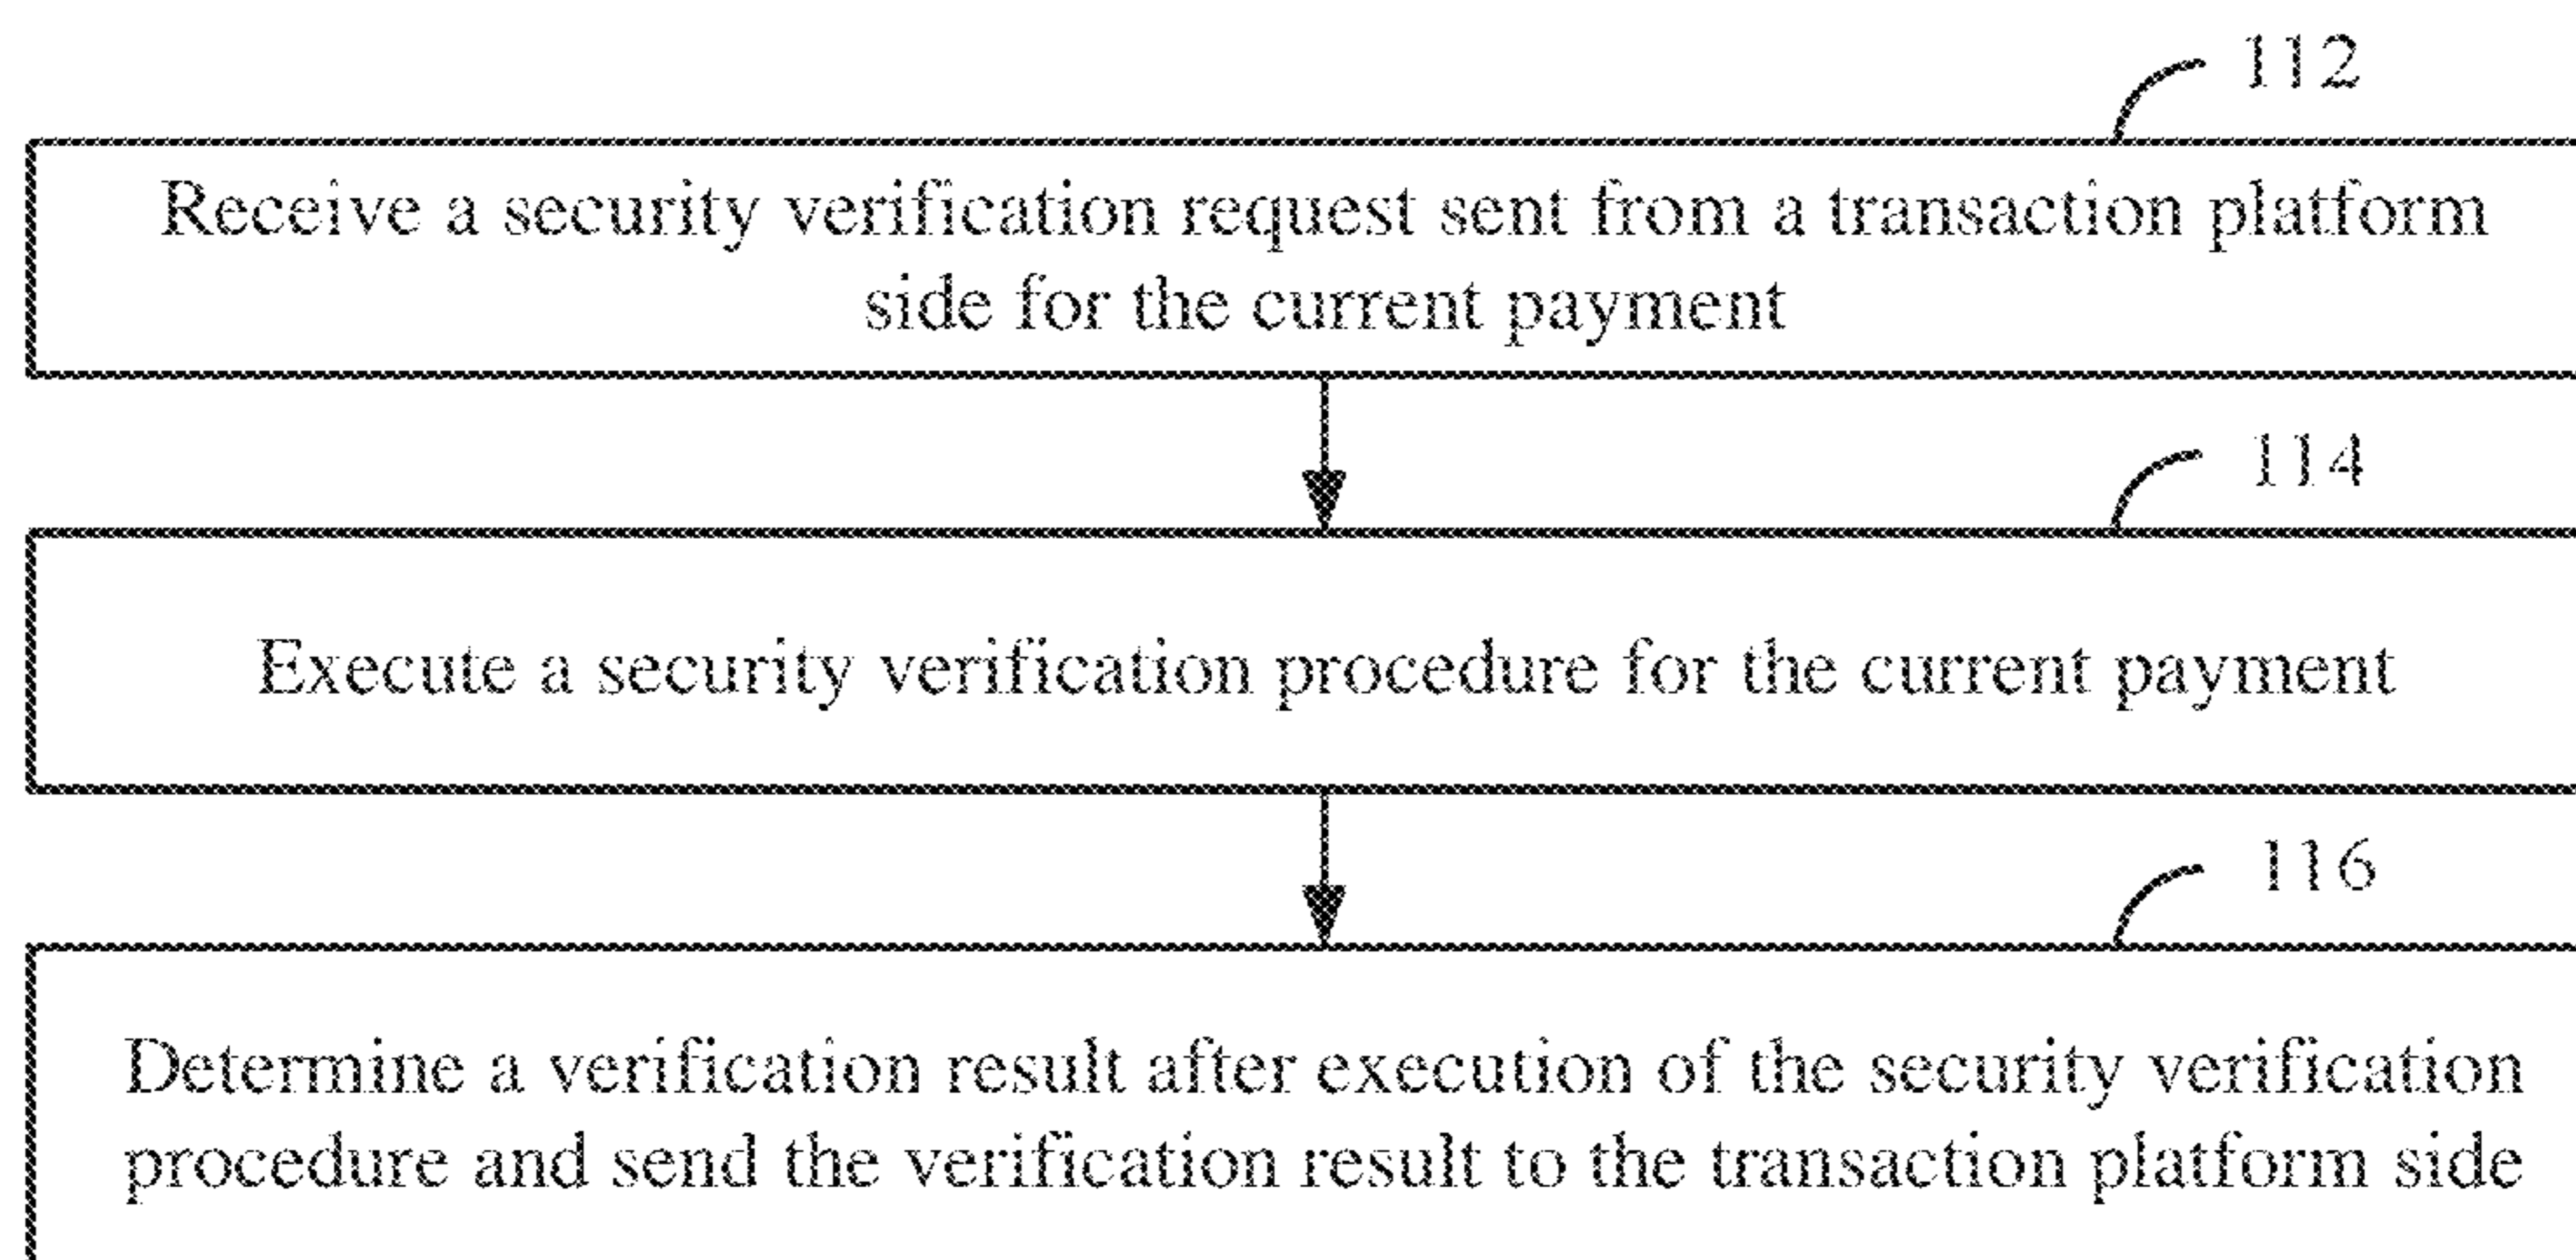 112
Receive a security verification request sent from a transaction platform
side for the current payment
114
Execute a security verification procedure for the current payment
116
Determine a verification result after execution of the security verification
procedure and send the verification result to the transaction platform side